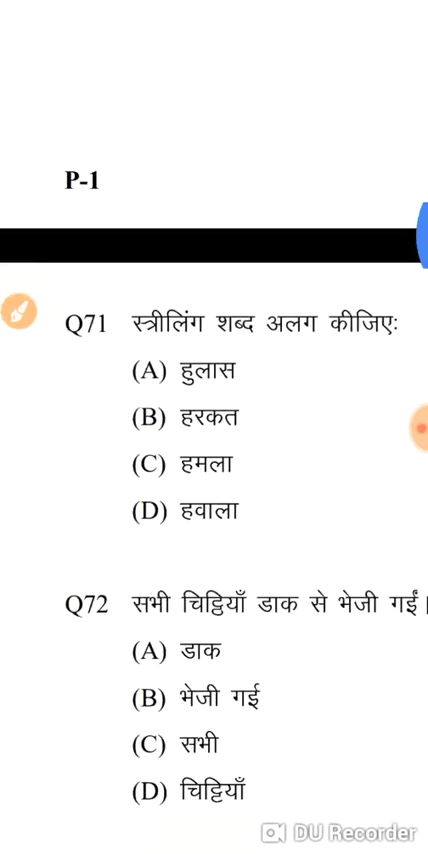 P-1
Q71 स्त्रीलिंग शब्द अलग कीजिएः
(A) हुलास
(B) हरकत
(C) हमला
(D) हवाला
Q72 सभी चिट्ठियाँ डाक से भेजी गईं।
(A) डाक
(B) भेजी गई
(C) सभी
(D) चिट्टियाँ
DU Recorder